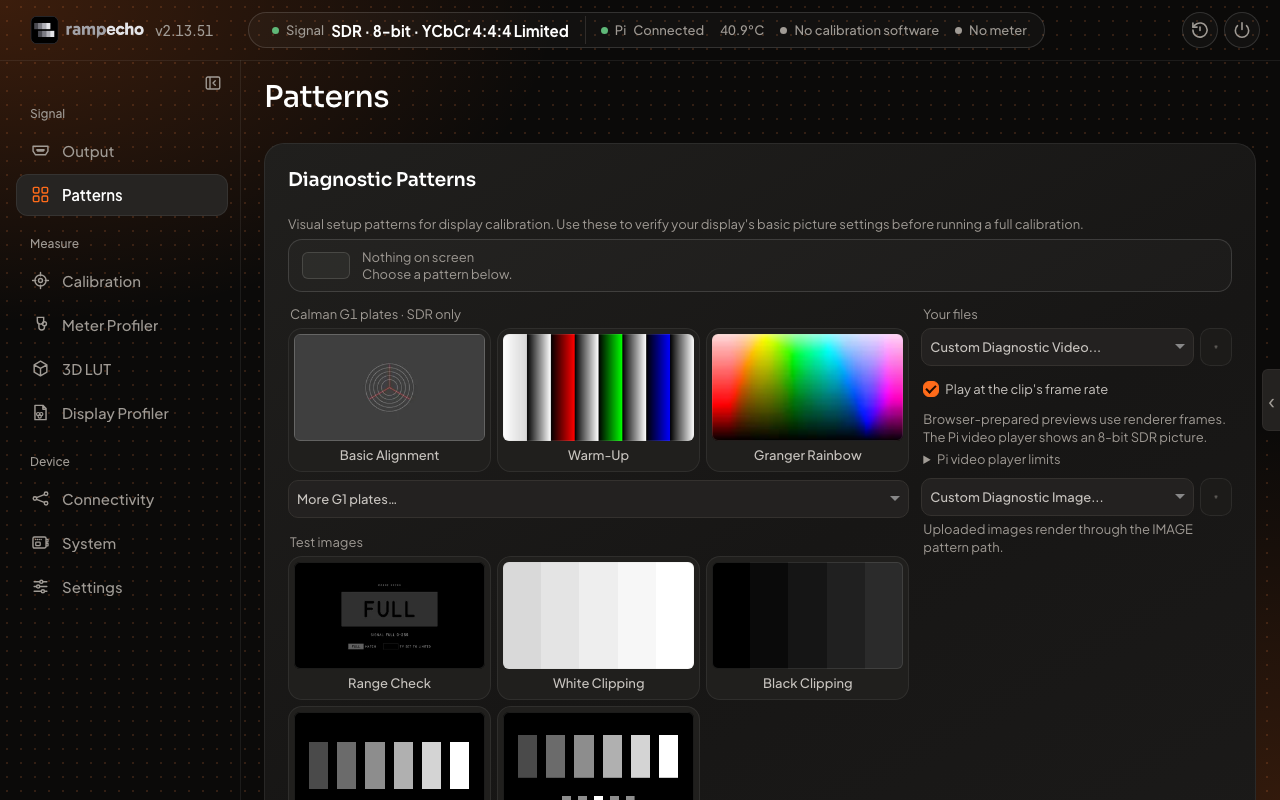 rampecho v2.13.51
Signal SDR · 8-bit · YCbCr 4:4:4 Limited
Pi Connected 40.9°C
No calibration software
No meter
Signal
Output
Patterns
Measure
Calibration
Meter Profiler
3D LUT
Display Profiler
Device
Connectivity
System
Settings
Patterns
Diagnostic Patterns
Visual setup patterns for display calibration. Use these to verify your display's basic picture settings before running a full calibration.
Nothing on screen
Choose a pattern below.
Calman G1 plates · SDR only
Basic Alignment
Warm-Up
Granger Rainbow
More G1 plates...
Test images
FULL
Range Check
White Clipping
Black Clipping
Your files
Custom Diagnostic Video...
Play at the clip's frame rate
Browser-prepared previews use renderer frames.
The Pi video player shows an 8-bit SDR picture.
Pi video player limits
Custom Diagnostic Image...
Uploaded images render through the IMAGE
pattern path.